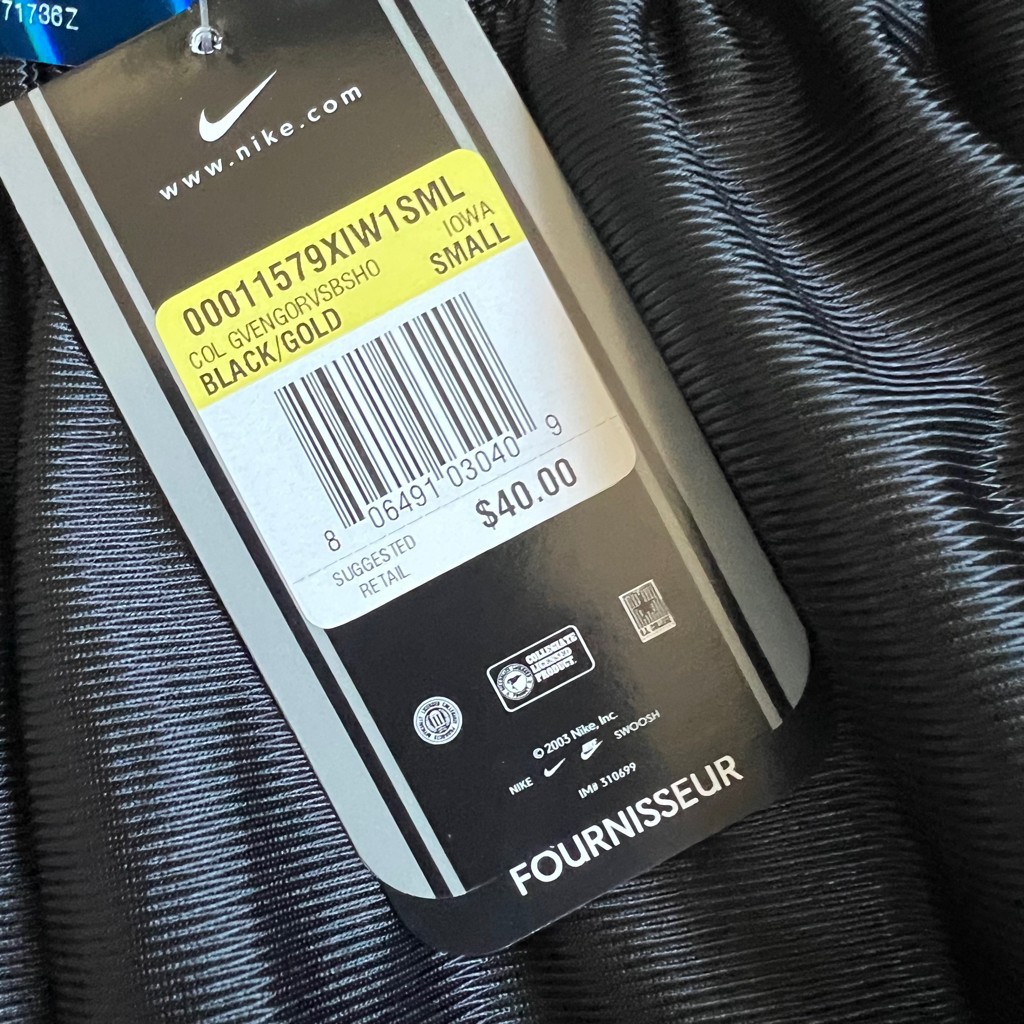 71736Z
www.nike.com
00011579XIW1SML
COL GVENGORVSBSHO IOWA
BLACK/GOLD SMALL
8 06491 03040 9
SUGGESTED
RETAIL
$40.00
COLLEGIATE
LICENSED
PRODUCT
© 2003 Nike, Inc.
NIKE SWOOSH
IM# 310699
FOURNISSEUR